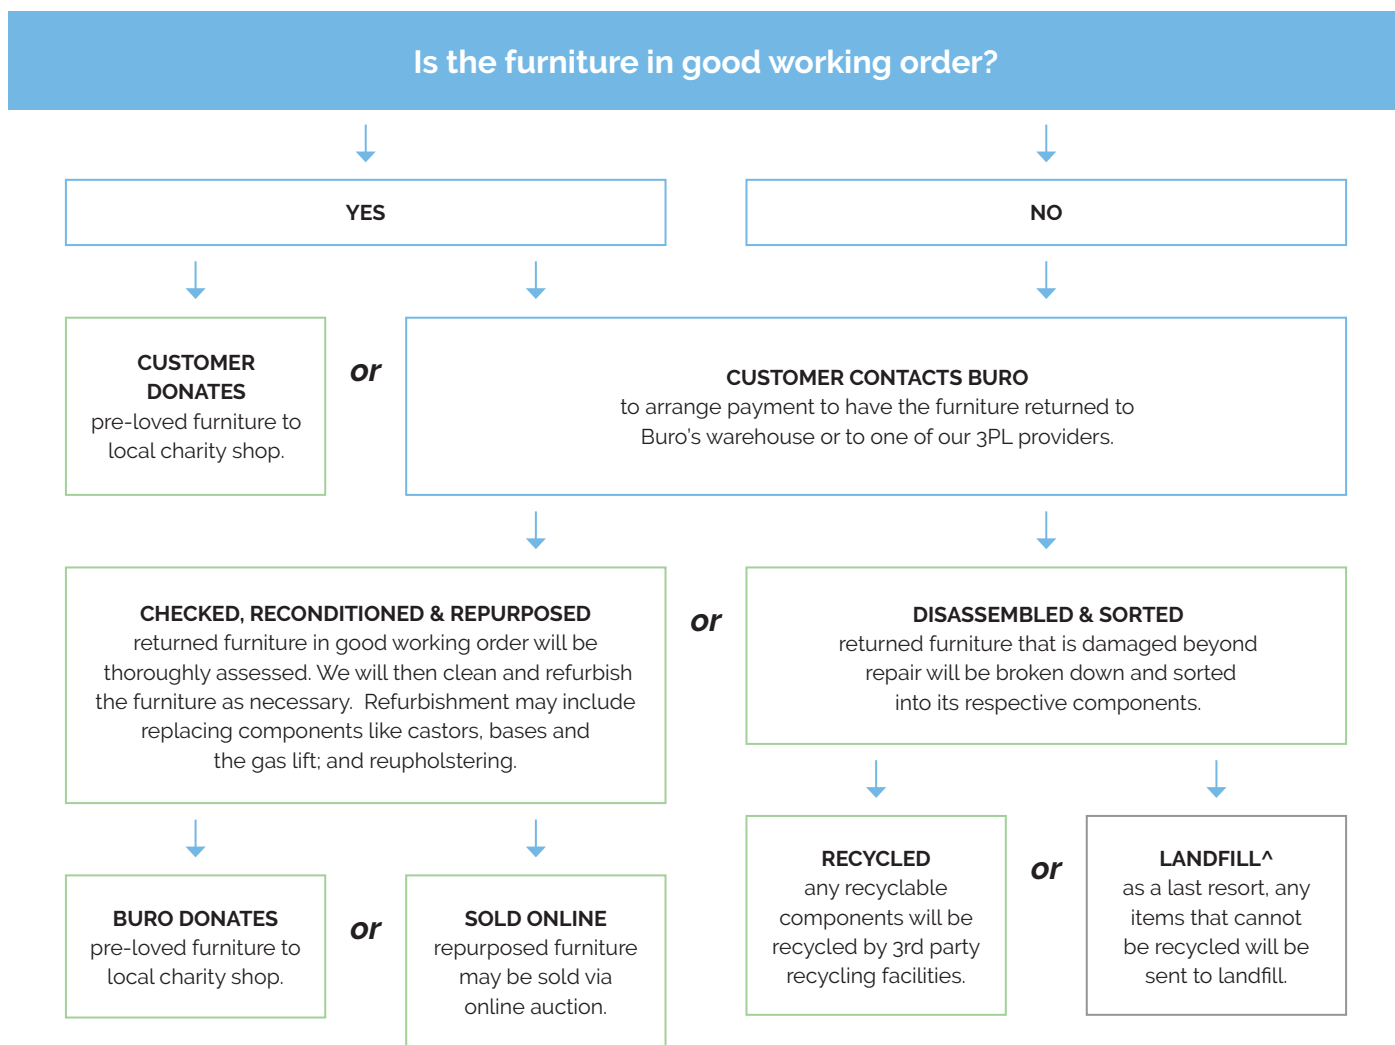 Is the furniture in good working order?
YES
NO
CUSTOMER
DONATES
pre-loved furniture to
local charity shop.
or
CUSTOMER CONTACTS BURO
to arrange payment to have the furniture returned to
Buro’s warehouse or to one of our 3PL providers.
CHECKED, RECONDITIONED & REPURPOSED
returned furniture in good working order will be
thoroughly assessed. We will then clean and refurbish
the furniture as necessary.  Refurbishment may include
replacing components like castors, bases and
the gas lift; and reupholstering.
or
DISASSEMBLED & SORTED
returned furniture that is damaged beyond
repair will be broken down and sorted
into its respective components.
BURO DONATES
pre-loved furniture to
local charity shop.
or
SOLD ONLINE
repurposed furniture
may be sold via
online auction.
RECYCLED
any recyclable
components will be
recycled by 3rd party
recycling facilities.
or
LANDFILL^
as a last resort, any
items that cannot
be recycled will be
sent to landfill.